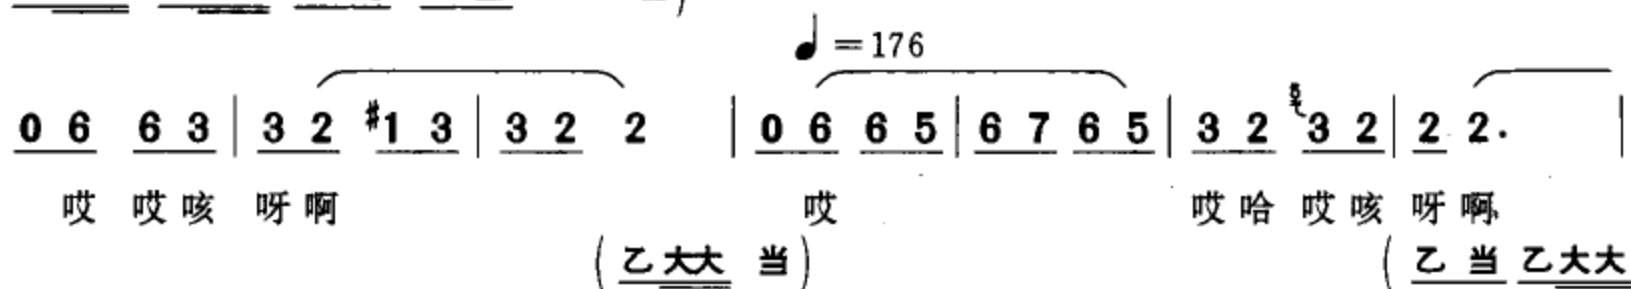 ♩=176
0 6 6 3 | 3 2 #1 3 | 3 2 2 | 0 6 6 5 | 6 7 6 5 | 3 2 5 3 2 | 2 2. |
哎 哎咳 呀啊 哎 哎哈 哎咳 呀啊,
(乙大大 当) (乙 当 乙大大